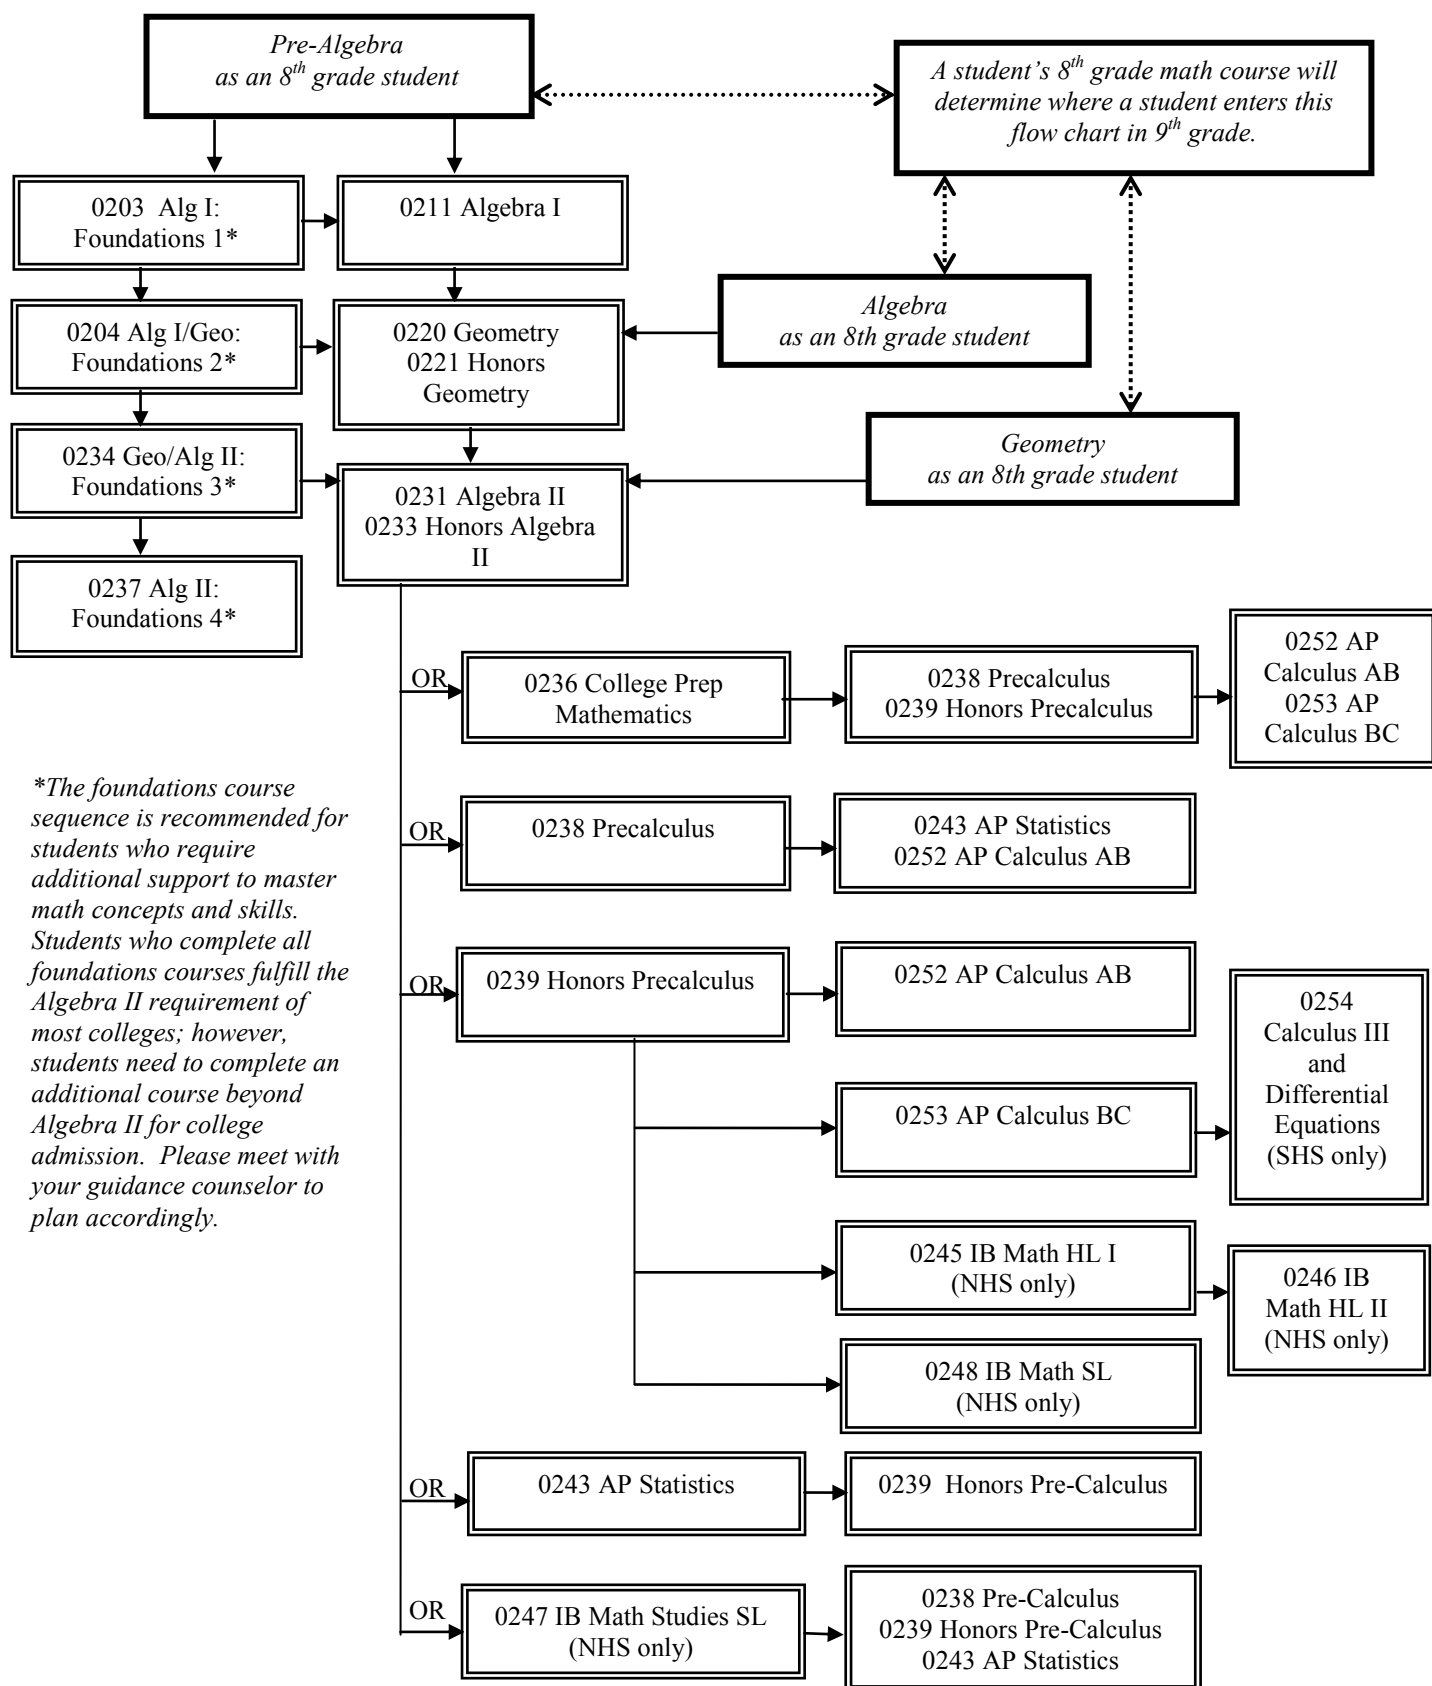 Pre-Algebra
as an 8th grade student
A student’s 8th grade math course will
determine where a student enters this
flow chart in 9th grade.
0203  Alg I:
Foundations 1*
0211 Algebra I
Algebra
as an 8th grade student
0204 Alg I/Geo:
Foundations 2*
0220 Geometry
0221 Honors
Geometry
Geometry
as an 8th grade student
0234 Geo/Alg II:
Foundations 3*
0231 Algebra II
0233 Honors Algebra
II
0237 Alg II:
Foundations 4*
OR
0236 College Prep
Mathematics
0238 Precalculus
0239 Honors Precalculus
0252 AP
Calculus AB
0253 AP
Calculus BC
*The foundations course
sequence is recommended for
students who require
additional support to master
math concepts and skills.
Students who complete all
foundations courses fulfill the
Algebra II requirement of
most colleges; however,
students need to complete an
additional course beyond
Algebra II for college
admission.  Please meet with
your guidance counselor to
plan accordingly.
OR
0238 Precalculus
0243 AP Statistics
0252 AP Calculus AB
OR
0239 Honors Precalculus
0252 AP Calculus AB
0253 AP Calculus BC
0254
Calculus III
and
Differential
Equations
(SHS only)
0245 IB Math HL I
(NHS only)
0246 IB
Math HL II
(NHS only)
0248 IB Math SL
(NHS only)
OR
0243 AP Statistics
0239  Honors Pre-Calculus
OR
0247 IB Math Studies SL
(NHS only)
0238 Pre-Calculus
0239 Honors Pre-Calculus
0243 AP Statistics